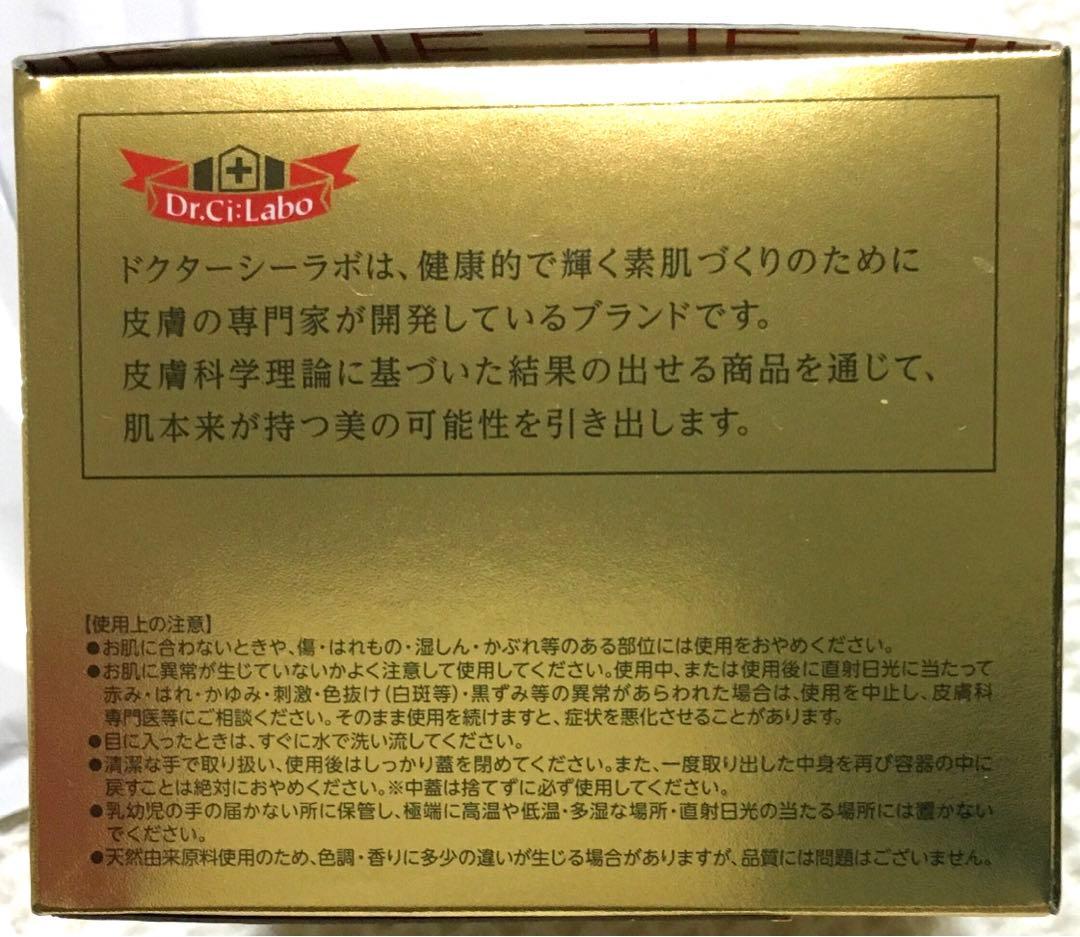 Dr.Ci:Labo
ドクターシーラボは、健康的で輝く素肌づくりのために
皮膚の専門家が開発しているブランドです。
皮膚科学理論に基づいた結果の出せる商品を通じて、
肌本来が持つ美の可能性を引き出します。
【使用上の注意】
●お肌に合わないときや、傷・はれもの・湿しん・かぶれ等のある部位には使用をおやめください。
●お肌に異常が生じていないかよく注意して使用してください。使用中、または使用後に直射日光に当たって
赤み・はれ・かゆみ・刺激・色抜け(白斑等)・黒ずみ等の異常があらわれた場合は、使用を中止し、皮膚科
専門医等にご相談ください。そのまま使用を続けますと、症状を悪化させることがあります。
●目に入ったときは、すぐに水で洗い流してください。
●清潔な手で取り扱い、使用後はしっかり蓋を閉めてください。また、一度取り出した中身を再び容器の中に
戻すことは絶対におやめください。※中蓋は捨てずに必ず使用してください。
●乳幼児の手の届かない所に保管し、極端に高温や低温・多湿な場所・直射日光の当たる場所には置かない
でください。
●天然由来原料使用のため、色調・香りに多少の違いが生じる場合がありますが、品質には問題はございません。